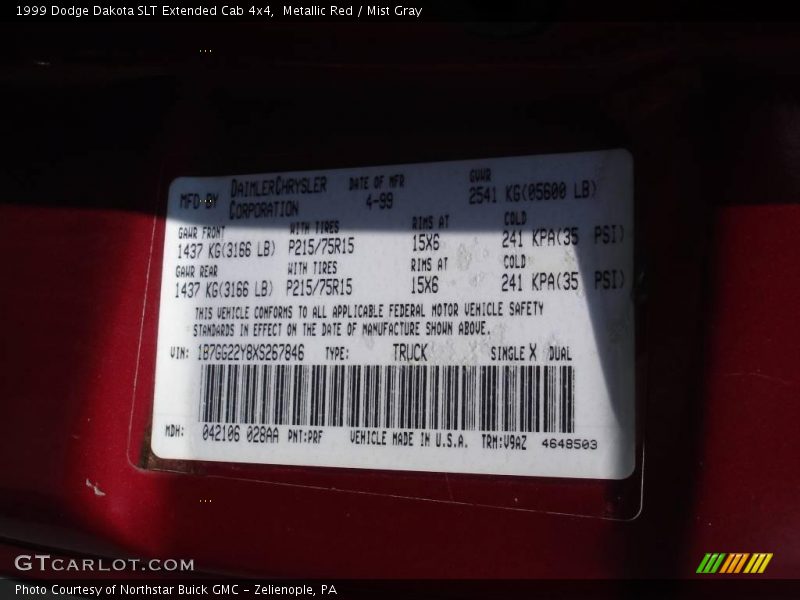 1999 Dodge Dakota SLT Extended Cab 4x4,  Metallic Red / Mist Gray
MFD BY DAIMLERCHRYSLER CORPORATION DATE OF MFR 4-99 GVWR 2541 KG(05600 LB)
GAWR FRONT WITH TIRES RIMS AT COLD
1437 KG(3166 LB) P215/75R15 15X6 241 KPA(35 PSI)
GAWR REAR WITH TIRES RIMS AT COLD
1437 KG(3166 LB) P215/75R15 15X6 241 KPA(35 PSI)
THIS VEHICLE CONFORMS TO ALL APPLICABLE FEDERAL MOTOR VEHICLE SAFETY
STANDARDS IN EFFECT ON THE DATE OF MANUFACTURE SHOWN ABOVE.
VIN: 1B7GG22Y8XS267846 TYPE: TRUCK SINGLE X DUAL
MDH: 042106 028AA PNT:PRF VEHICLE MADE IN U.S.A. TRM:V9AZ 4648503
GTCARLOT.COM
Photo Courtesy of Northstar Buick GMC - Zelienople, PA